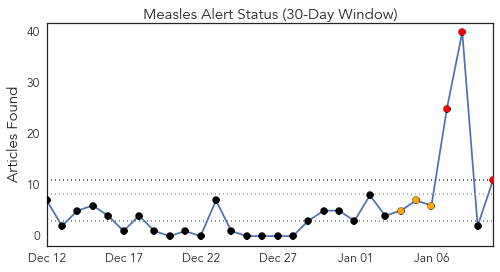 Measles Alert Status (30-Day Window)
Articles Found
40
30
20
10
0
Dec 12 Dec 17 Dec 22 Dec 27 Jan 01 Jan 06